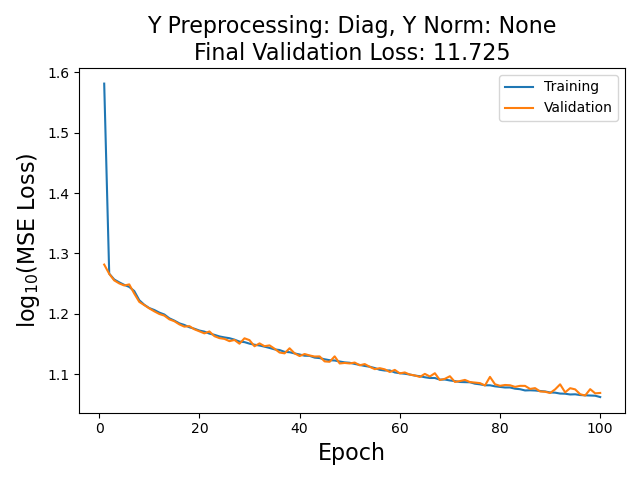 Y Preprocessing: Diag, Y Norm: None
Final Validation Loss: 11.725
1.6
1.5
1.4
1.3
1.2
1.1
log₁₀(MSE Loss)
Training
Validation
0
20
40
60
80
100
Epoch